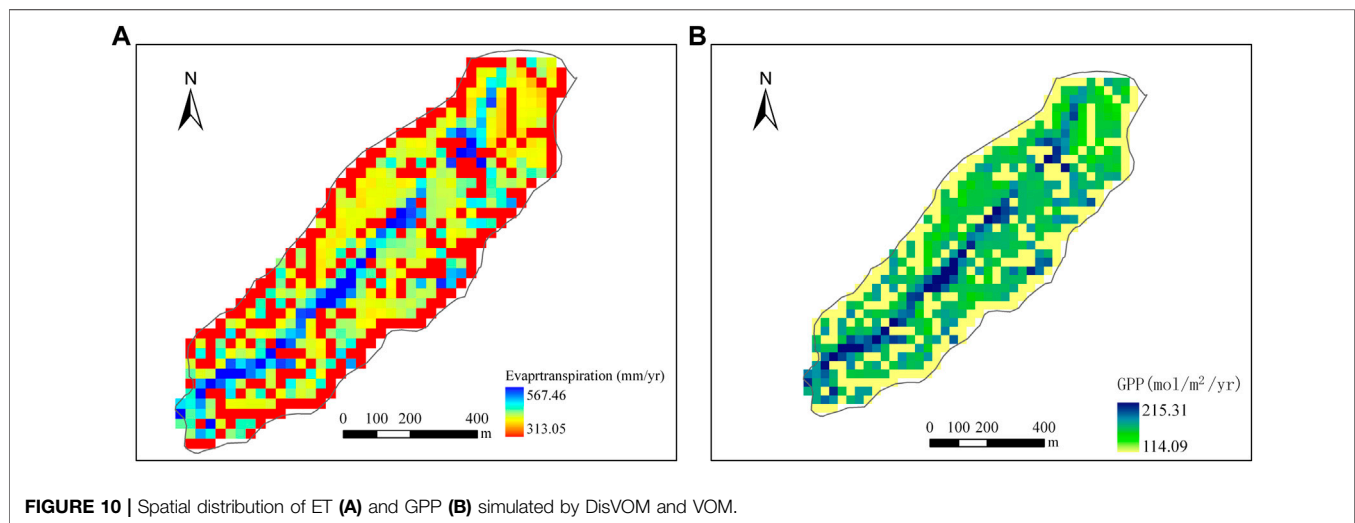 A
N
Evaprtranspiration (mm/yr)
567.46
313.05
0 100 200 400
m
B
N
GPP(mol/m²/yr)
215.31
114.09
0 100 200 400
m
FIGURE 10 | Spatial distribution of ET (A) and GPP (B) simulated by DisVOM and VOM.